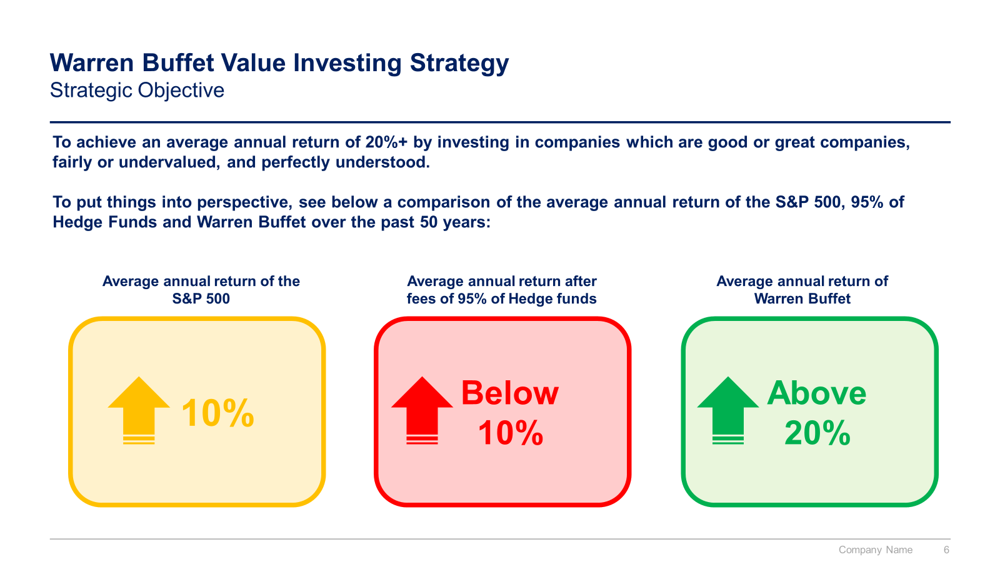 Warren Buffet Value Investing Strategy
Strategic Objective
To achieve an average annual return of 20%+ by investing in companies which are good or great companies,
fairly or undervalued, and perfectly understood.
To put things into perspective, see below a comparison of the average annual return of the S&P 500, 95% of
Hedge Funds and Warren Buffet over the past 50 years:
Average annual return of the
S&P 500
10%
Average annual return after
fees of 95% of Hedge funds
Below
10%
Average annual return of
Warren Buffet
Above
20%
Company Name 6